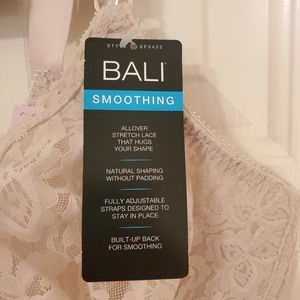 STYLE DF3432
BALI
SMOOTHING
ALLOVER
STRETCH LACE
THAT HUGS
YOUR SHAPE
NATURAL SHAPING
WITHOUT PADDING
FULLY ADJUSTABLE
STRAPS DESIGNED TO
STAY IN PLACE
BUILT-UP BACK
FOR SMOOTHING